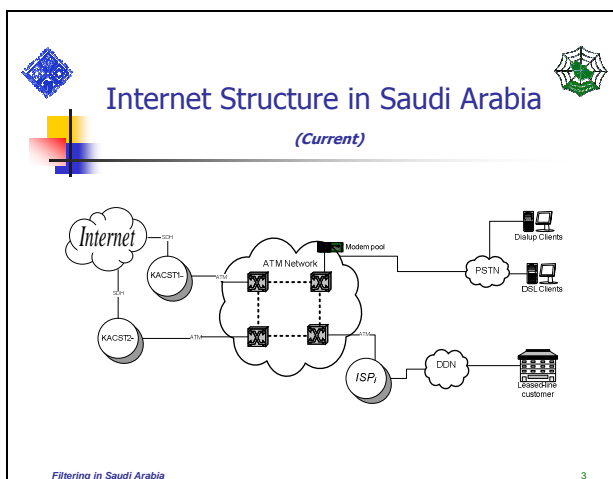 Internet Structure in Saudi Arabia
(Current)
Internet
SDH
SDH
KACST1-
KACST2-
ATM
ATM
ATM Network
Modem pool
ATM
ISPi
PSTN
Dialup Clients
DSL Clients
DDN
Leased-line
customer
Filtering in Saudi Arabia
3